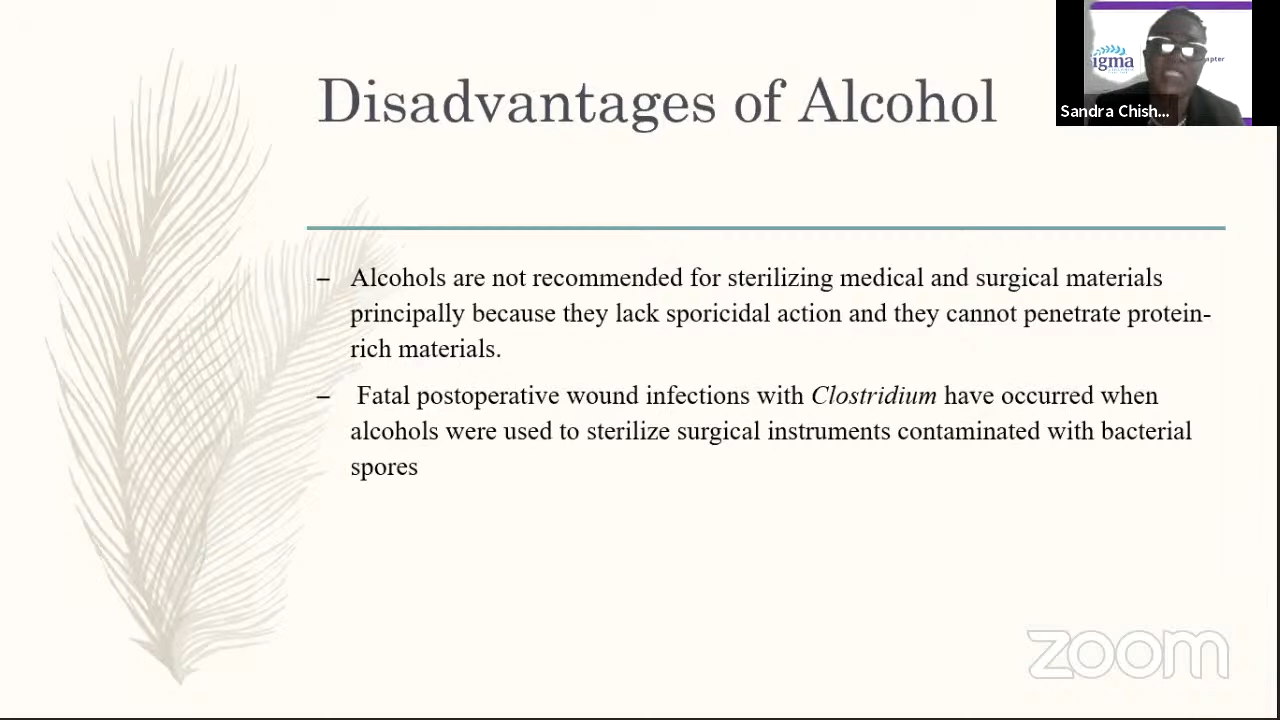 Disadvantages of Alcohol
igma
apter
Sandra Chish...
– Alcohols are not recommended for sterilizing medical and surgical materials
principally because they lack sporicidal action and they cannot penetrate protein-
rich materials.
– Fatal postoperative wound infections with Clostridium have occurred when
alcohols were used to sterilize surgical instruments contaminated with bacterial
spores
zoom